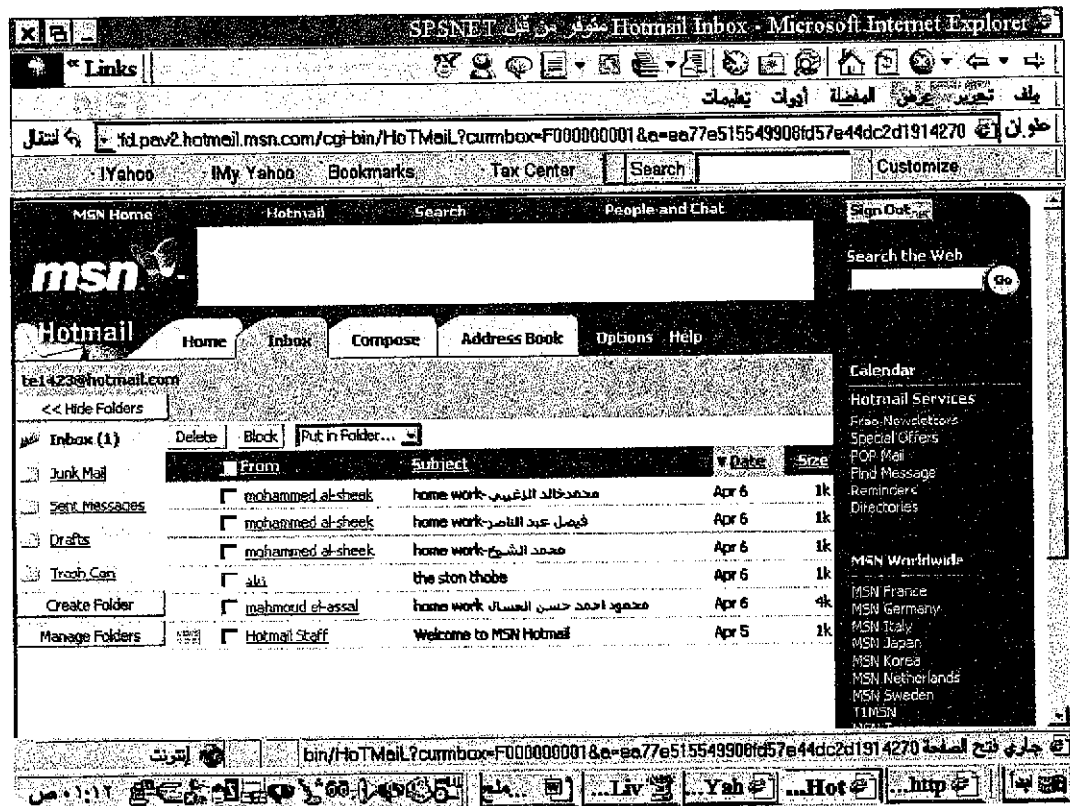 Hotmail Inbox - Microsoft Internet Explorer متوفر من قبل SPSNET
Links
ملف تحرير عرض المفضلة أدوات تعليمات
fd.pav2.hotmail.msn.com/cgi-bin/HoTMaiL?curmbox=F000000001&a=ea77e515549908fd57e44dc2d1914270
انتقال
Yahoo! My Yahoo! Bookmarks Tax Center Search Customize
MSN Home Hotmail Search People and Chat Sign Out
msn
Search the Web
Go
Hotmail
Home Inbox Compose Address Book Options Help
te1423@hotmail.com
<< Hide Folders
Inbox (1)
Junk Mail
Sent Messages
Drafts
Trash Can
Create Folder
Manage Folders
Delete Block Put in Folder...
From Subject Date Size
mohammed al-sheek home work-محمدخالد الزغيبي Apr 6 1k
mohammed al-sheek home work-فيصل عبد الناصر Apr 6 1k
mohammed al-sheek home work-محمد الشيخ Apr 6 1k
the ston thobe Apr 6 1k
mahmoud el-assal home work محمود احمد حسن العسال Apr 6 4k
Hotmail Staff Welcome to MSN Hotmail Apr 5 1k
Calendar
Hotmail Services
Free Newsletters
Special Offers
POP Mail
Find Message
Reminders
Directories
MSN Worldwide
MSN France
MSN Germany
MSN Italy
MSN Japan
MSN Korea
MSN Netherlands
MSN Sweden
T1MSN
جاري فتح الصفحة bin/HoTMaiL?curmbox=F000000001&a=ea77e515549908fd57e44dc2d1914270
إنترنت
ابدأ
http...
Hot...
Yah...
Liv...
٠١:١٢ ص